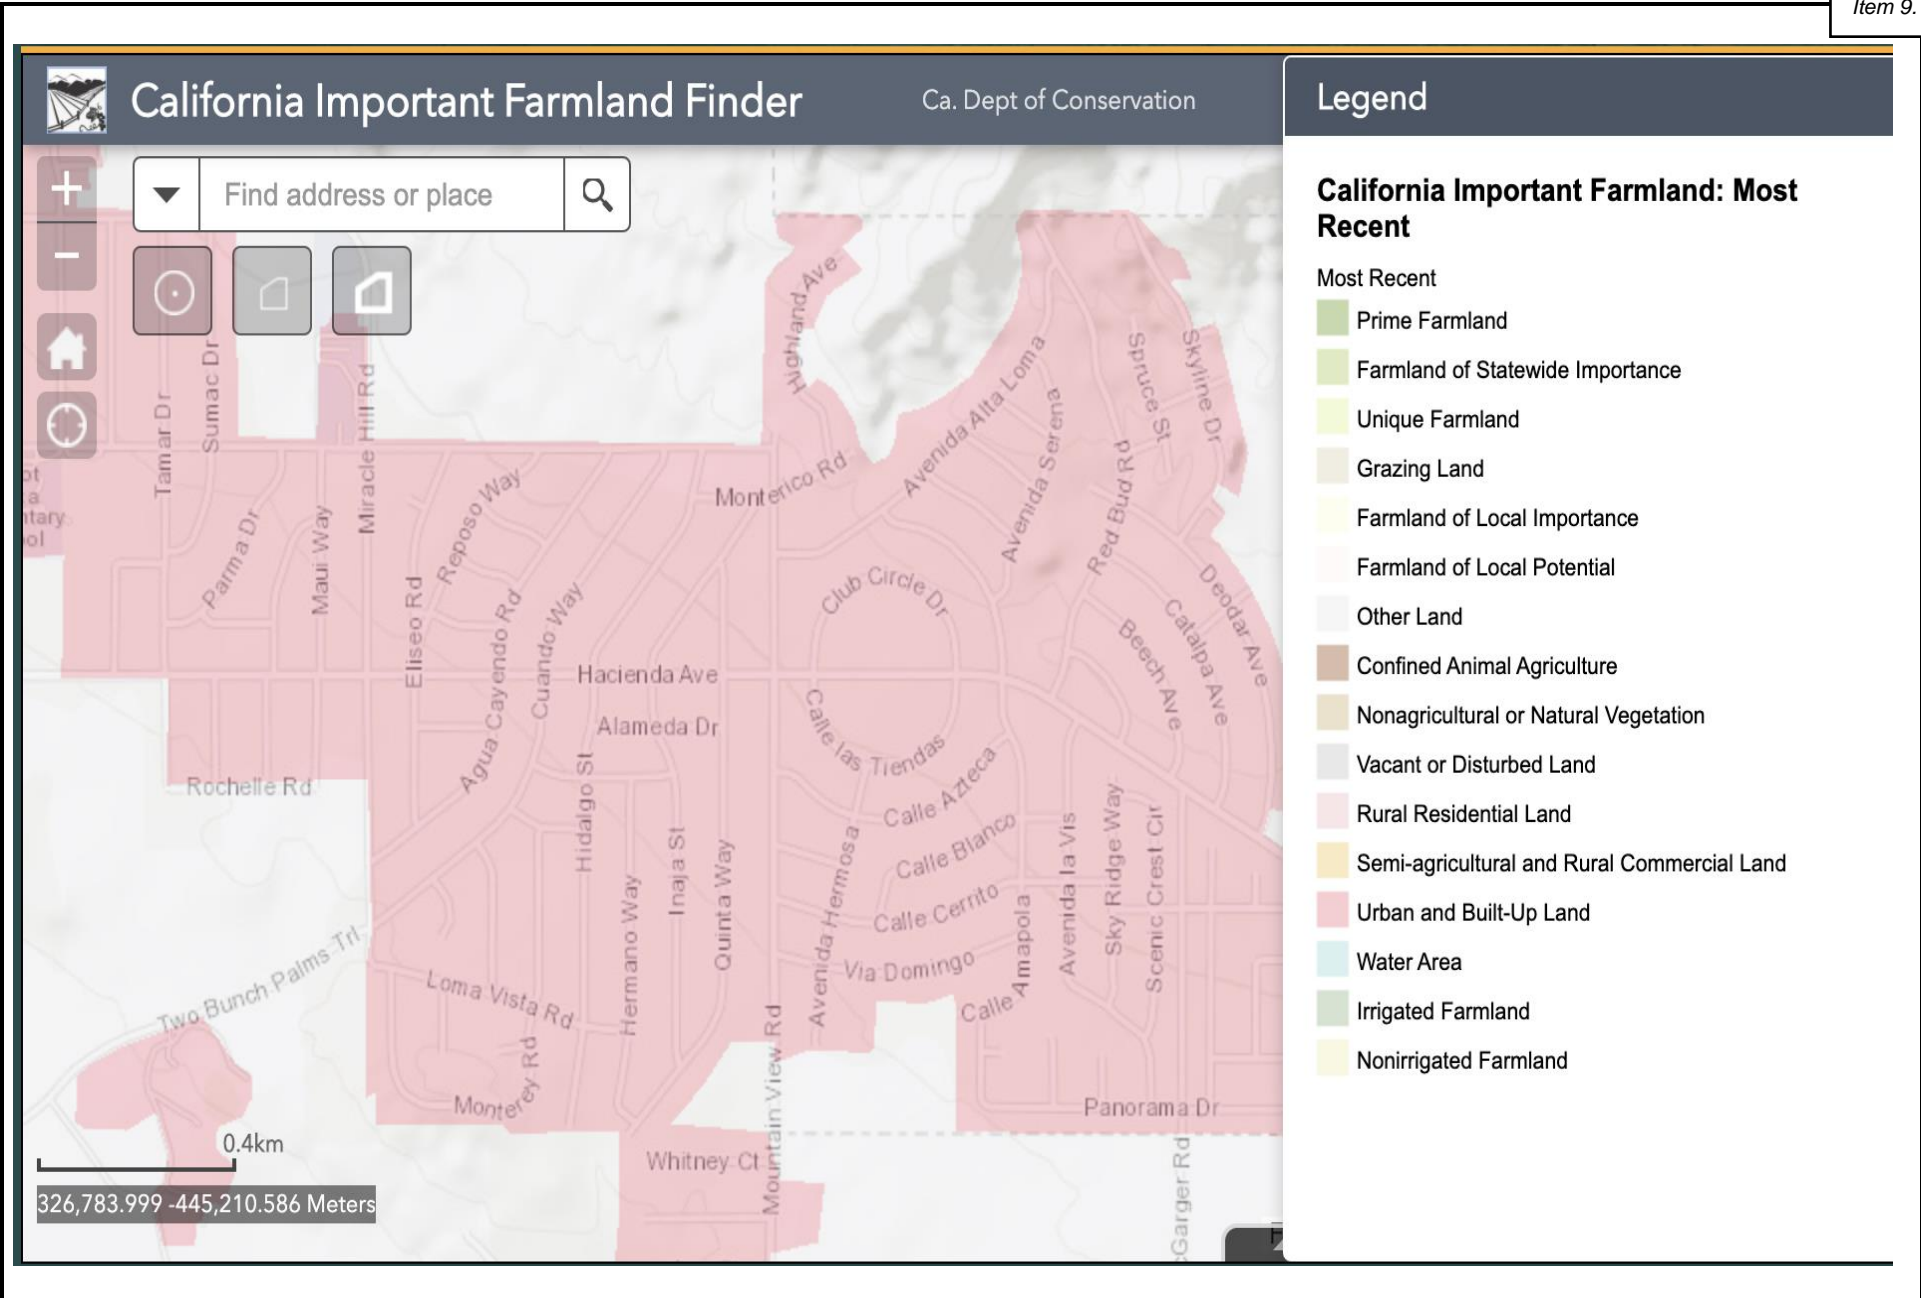 Item 9.
California Important Farmland Finder
Ca. Dept of Conservation
Legend
Find address or place
California Important Farmland: Most
Recent
Most Recent
Prime Farmland
Farmland of Statewide Importance
Unique Farmland
Grazing Land
Farmland of Local Importance
Farmland of Local Potential
Other Land
Confined Animal Agriculture
Nonagricultural or Natural Vegetation
Vacant or Disturbed Land
Rural Residential Land
Semi-agricultural and Rural Commercial Land
Urban and Built-Up Land
Water Area
Irrigated Farmland
Nonirrigated Farmland
Highland Ave
Tamar Dr
Sumac Dr
Miracle Hill Rd
Avenida Alta Loma
Avenida Serena
Spruce St
Skyline Dr
Monterico Rd
Red Bud Rd
Parma Dr
Maui Way
Reposo Way
Eliseo Rd
Agua Cayendo Rd
Cuando Way
Club Circle Dr
Deodar Ave
Catalpa Ave
Beech Ave
Hacienda Ave
Alameda Dr
Calle las Tiendas
Calle Azteca
Rochelle Rd
Hidalgo St
Inaja St
Quinta Way
Hermano Way
Avenida Hermosa
Calle Blanco
Calle Cerrito
Via Domingo
Calle Amapola
Avenida la Vis
Sky Ridge Way
Scenic Crest Cir
Two Bunch Palms Trl
Loma Vista Rd
Monterey Rd
Mountain View Rd
Panorama Dr
Whitney Ct
cGarger Rd
0.4km
326,783.999 -445,210.586 Meters